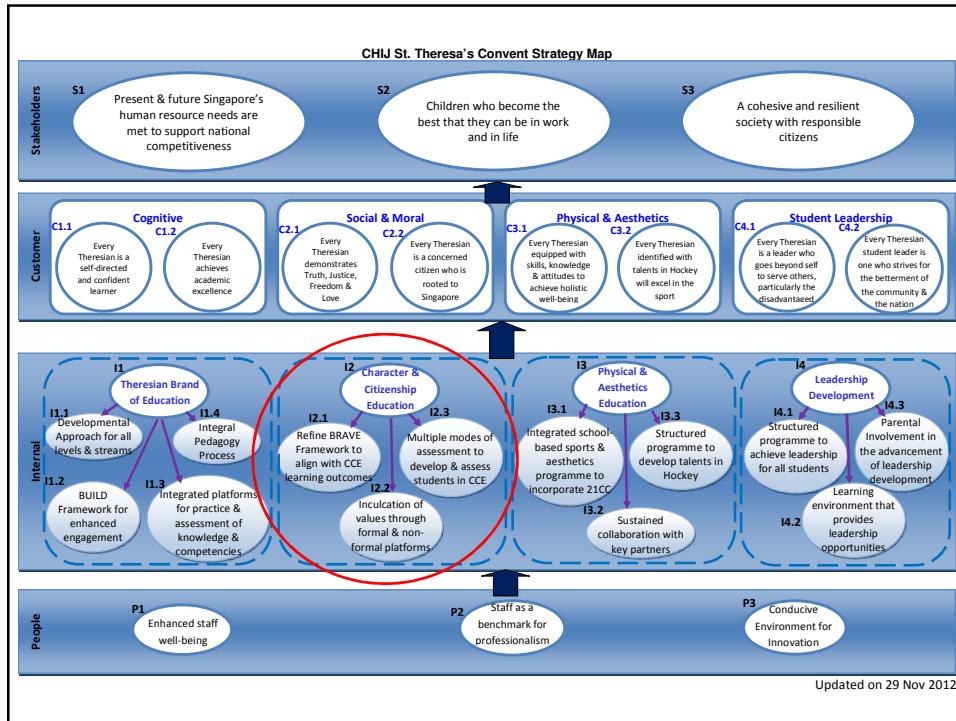 CHIJ St. Theresa's Convent Strategy Map
Stakeholders
S1
Present & future Singapore's
human resource needs are
met to support national
competitiveness
S2
Children who become the
best that they can be in work
and in life
S3
A cohesive and resilient
society with responsible
citizens
Customer
Cognitive
C1.1
Every
Theresian is a
self-directed
and confident
learner
C1.2
Every
Theresian
achieves
academic
excellence
Social & Moral
C2.1
Every
Theresian
demonstrates
Truth, Justice,
Freedom &
Love
C2.2
Every Theresian
is a concerned
citizen who is
rooted to
Singapore
Physical & Aesthetics
C3.1
Every Theresian
equipped with
skills, knowledge
& attitudes to
achieve holistic
well-being
C3.2
Every Theresian
identified with
talents in Hockey
will excel in the
sport
Student Leadership
C4.1
Every Theresian
is a leader who
goes beyond self
to serve others,
particularly the
disadvantaged
C4.2
Every Theresian
student leader is
one who strives for
the betterment of
the community &
the nation
Internal
I1
Theresian Brand
of Education
I1.1
Developmental
Approach for all
levels & streams
I1.4
Integral
Pedagogy
Process
I1.2
BUILD
Framework for
enhanced
engagement
I1.3
Integrated platforms
for practice &
assessment of
knowledge &
competencies
I2
Character &
Citizenship
Education
I2.1
Refine BRAVE
Framework to
align with CCE
learning outcomes
I2.3
Multiple modes of
assessment to
develop & assess
students in CCE
I2.2
Inculcation of
values through
formal & non-
formal platforms
I3
Physical &
Aesthetics
Education
I3.1
Integrated school-
based sports &
aesthetics
programme to
incorporate 21CC
I3.3
Structured
programme to
develop talents in
Hockey
I3.2
Sustained
collaboration with
key partners
I4
Leadership
Development
I4.1
Structured
programme to
achieve leadership
for all students
I4.3
Parental
Involvement in
the advancement
of leadership
development
I4.2
Learning
environment that
provides
leadership
opportunities
People
P1
Enhanced staff
well-being
P2
Staff as a
benchmark for
professionalism
P3
Conducive
Environment for
Innovation
Updated on 29 Nov 2012